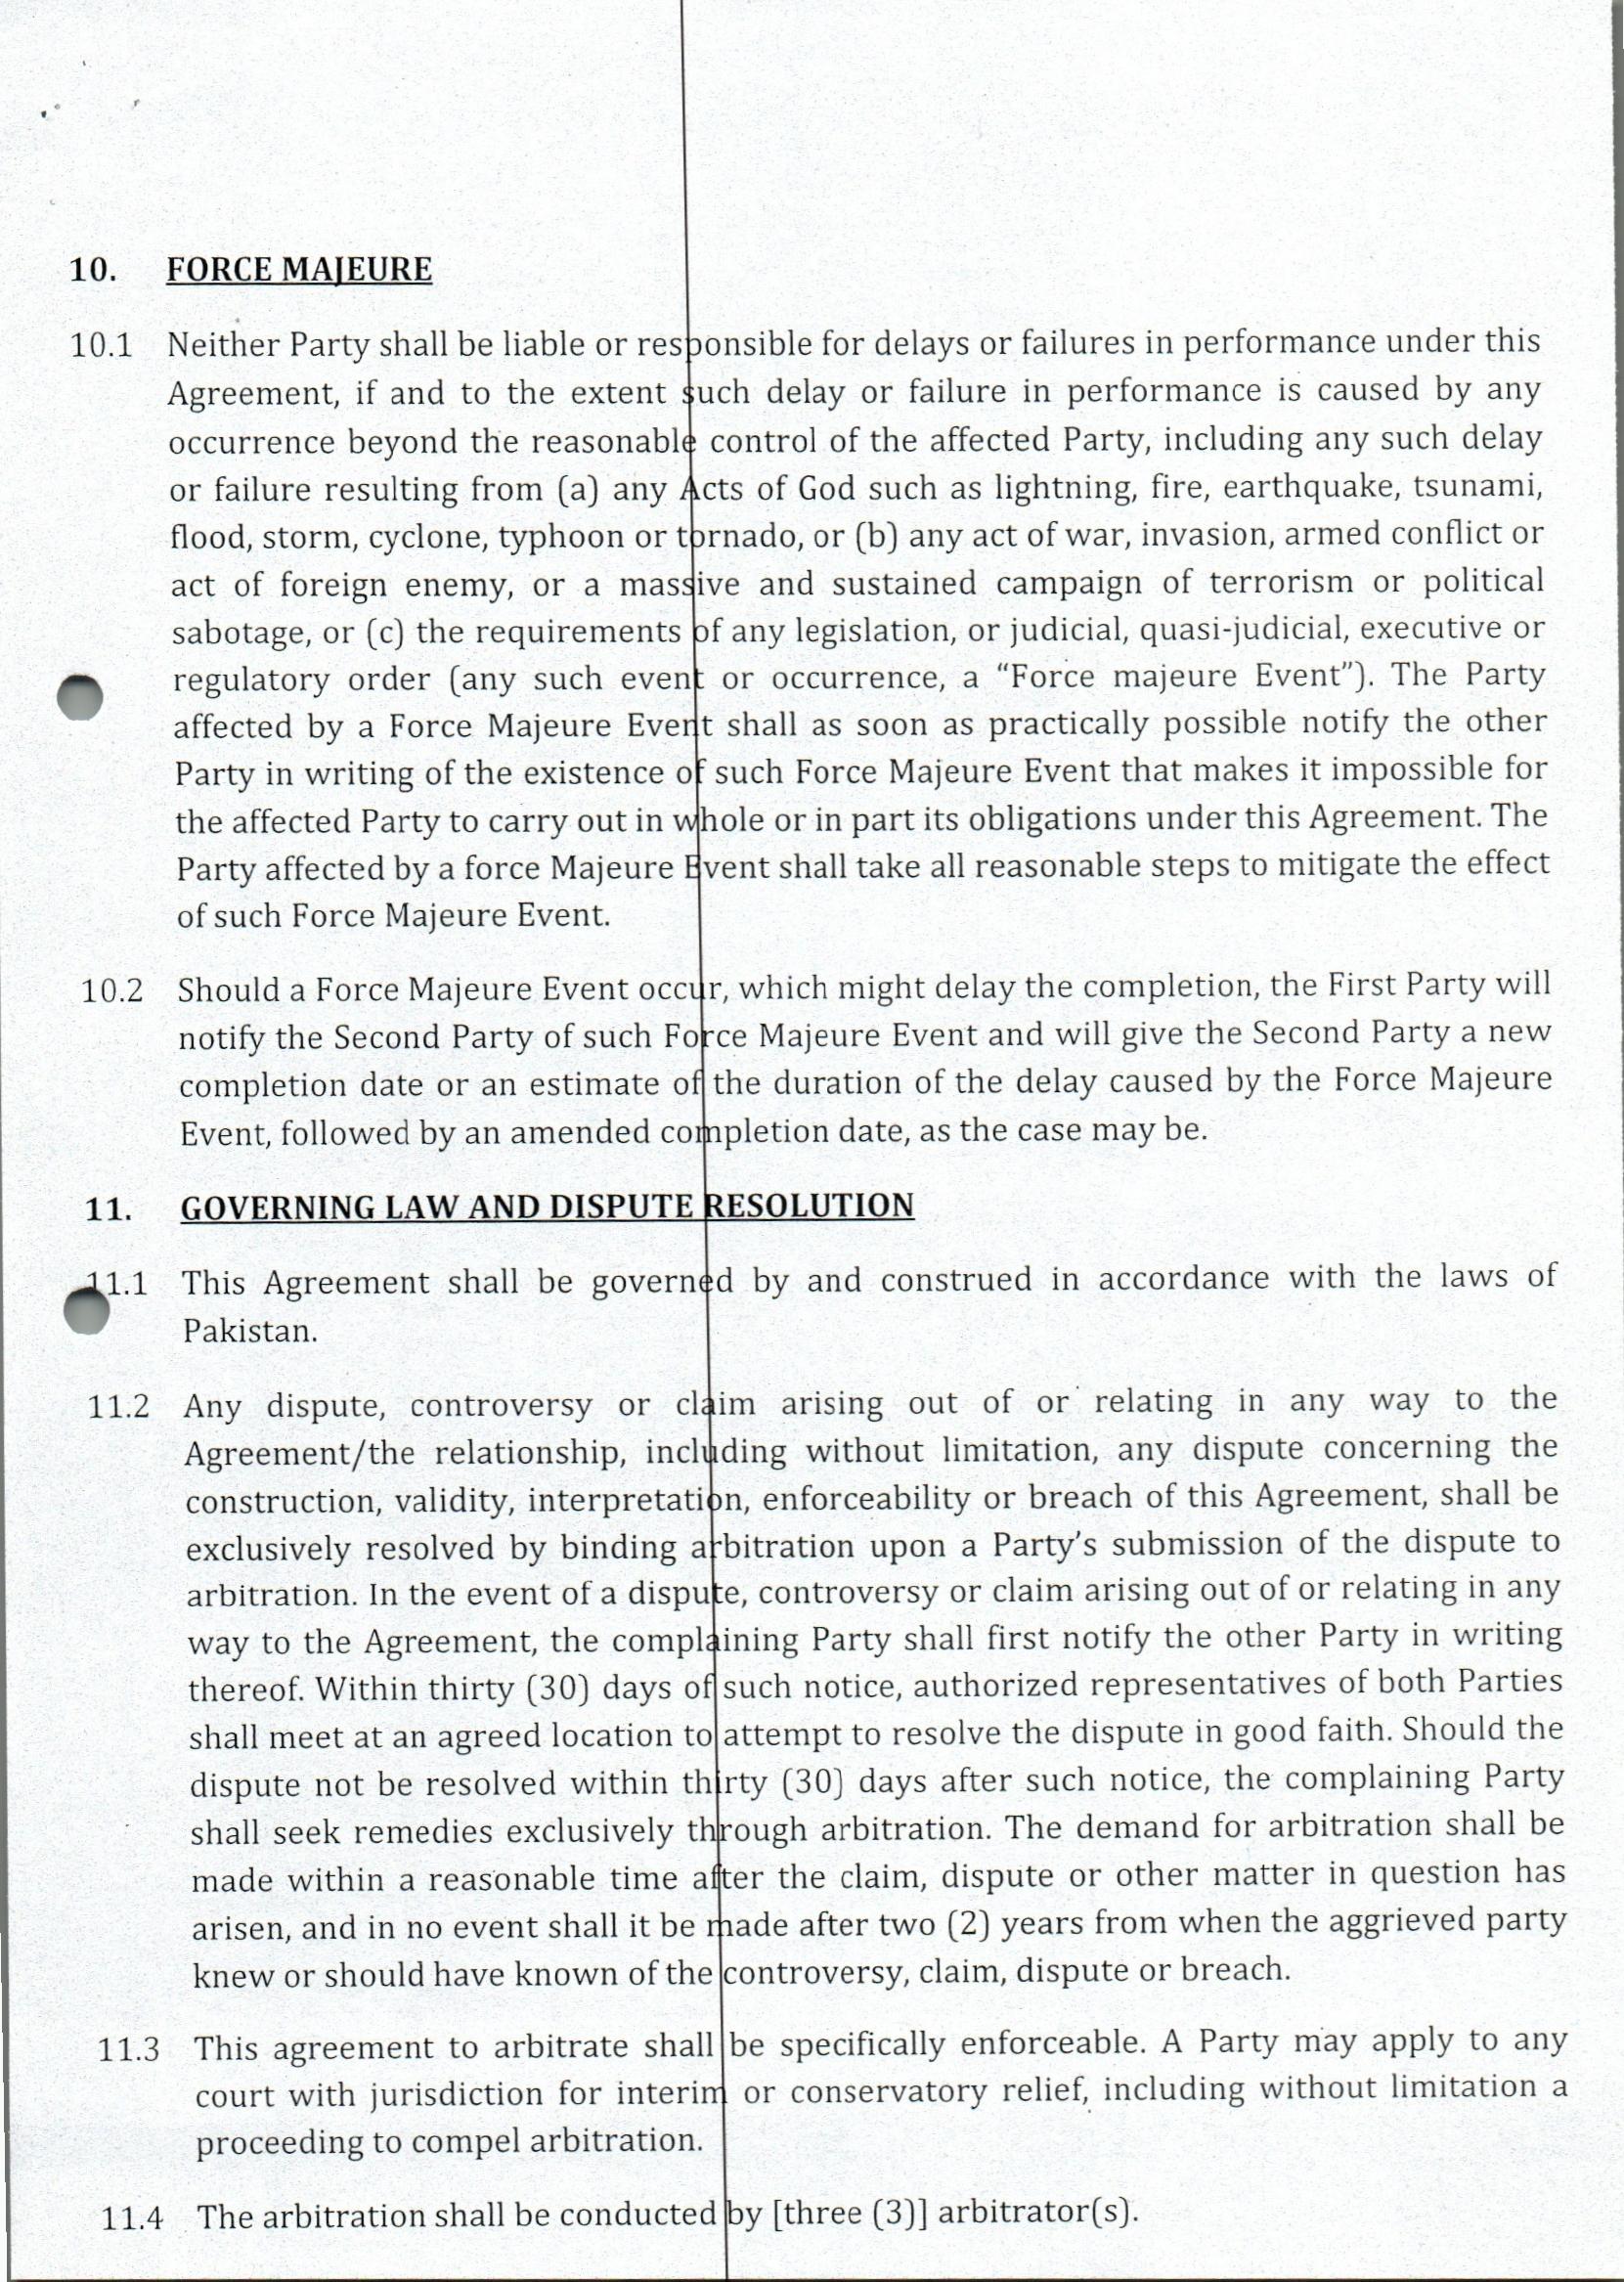 10. FORCE MAJEURE
10.1 Neither Party shall be liable or responsible for delays or failures in performance under this
Agreement, if and to the extent such delay or failure in performance is caused by any
occurrence beyond the reasonable control of the affected Party, including any such delay
or failure resulting from (a) any Acts of God such as lightning, fire, earthquake, tsunami,
flood, storm, cyclone, typhoon or tornado, or (b) any act of war, invasion, armed conflict or
act of foreign enemy, or a massive and sustained campaign of terrorism or political
sabotage, or (c) the requirements of any legislation, or judicial, quasi-judicial, executive or
regulatory order (any such event or occurrence, a “Force majeure Event”). The Party
affected by a Force Majeure Event shall as soon as practically possible notify the other
Party in writing of the existence of such Force Majeure Event that makes it impossible for
the affected Party to carry out in whole or in part its obligations under this Agreement. The
Party affected by a force Majeure Event shall take all reasonable steps to mitigate the effect
of such Force Majeure Event.
10.2 Should a Force Majeure Event occur, which might delay the completion, the First Party will
notify the Second Party of such Force Majeure Event and will give the Second Party a new
completion date or an estimate of the duration of the delay caused by the Force Majeure
Event, followed by an amended completion date, as the case may be.
11. GOVERNING LAW AND DISPUTE RESOLUTION
11.1 This Agreement shall be governed by and construed in accordance with the laws of
Pakistan.
11.2 Any dispute, controversy or claim arising out of or relating in any way to the
Agreement/the relationship, including without limitation, any dispute concerning the
construction, validity, interpretation, enforceability or breach of this Agreement, shall be
exclusively resolved by binding arbitration upon a Party’s submission of the dispute to
arbitration. In the event of a dispute, controversy or claim arising out of or relating in any
way to the Agreement, the complaining Party shall first notify the other Party in writing
thereof. Within thirty (30) days of such notice, authorized representatives of both Parties
shall meet at an agreed location to attempt to resolve the dispute in good faith. Should the
dispute not be resolved within thirty (30) days after such notice, the complaining Party
shall seek remedies exclusively through arbitration. The demand for arbitration shall be
made within a reasonable time after the claim, dispute or other matter in question has
arisen, and in no event shall it be made after two (2) years from when the aggrieved party
knew or should have known of the controversy, claim, dispute or breach.
11.3 This agreement to arbitrate shall be specifically enforceable. A Party may apply to any
court with jurisdiction for interim or conservatory relief, including without limitation a
proceeding to compel arbitration.
11.4 The arbitration shall be conducted by [three (3)] arbitrator(s).